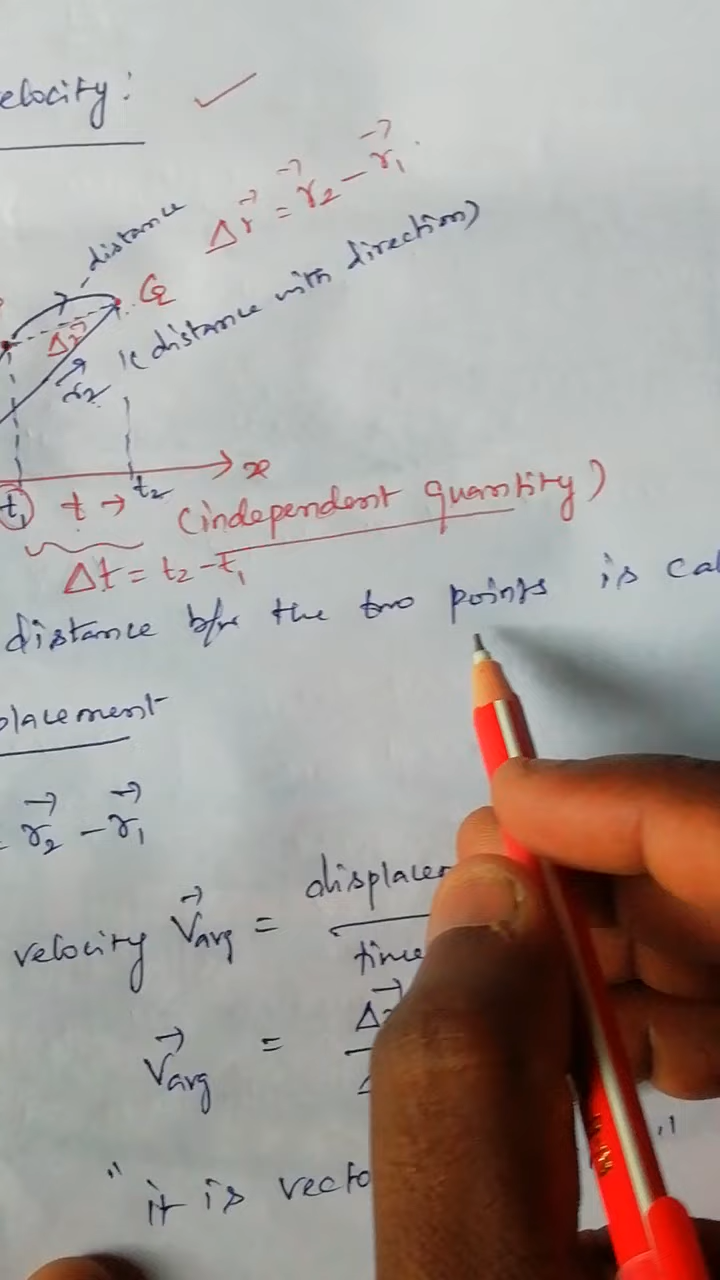 elocity:
distance
Δr⃗ = r⃗₂ − r⃗₁
Q
Δr⃗
r⃗₂
(distance with direction)
x
t₁ t → t₂
(independent quantity)
Δt = t₂ − t₁
distance b/w the two points is cal
placement
r⃗₂ − r⃗₁
velocity V⃗avg = displacem
time
V⃗avg = Δ
"it is vecto "